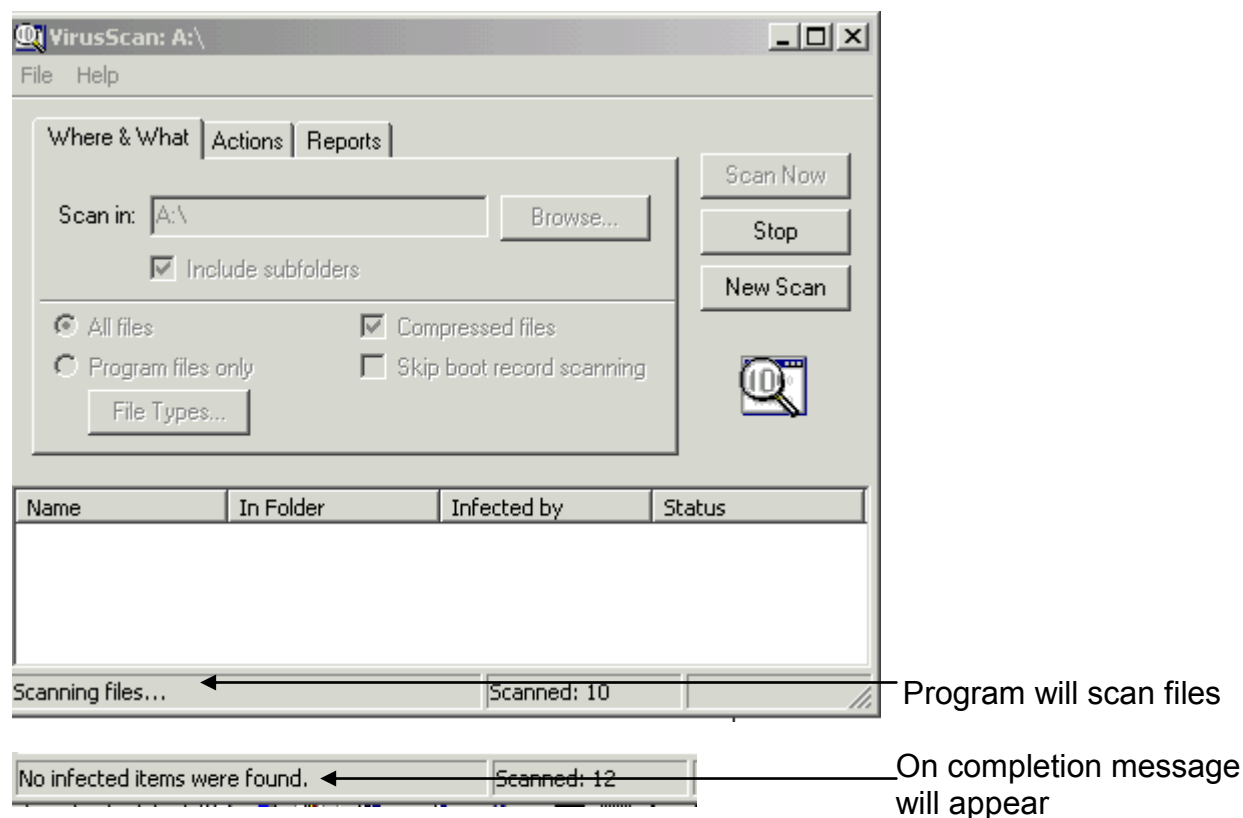 VirusScan: A:\
File Help
Where & What Actions Reports
Scan Now
Scan in: A:\ Browse...
Stop
Include subfolders
New Scan
All files Compressed files
Program files only Skip boot record scanning
File Types...
Name In Folder Infected by Status
Scanning files... Scanned: 10
Program will scan files
No infected items were found. Scanned: 12
On completion message
will appear